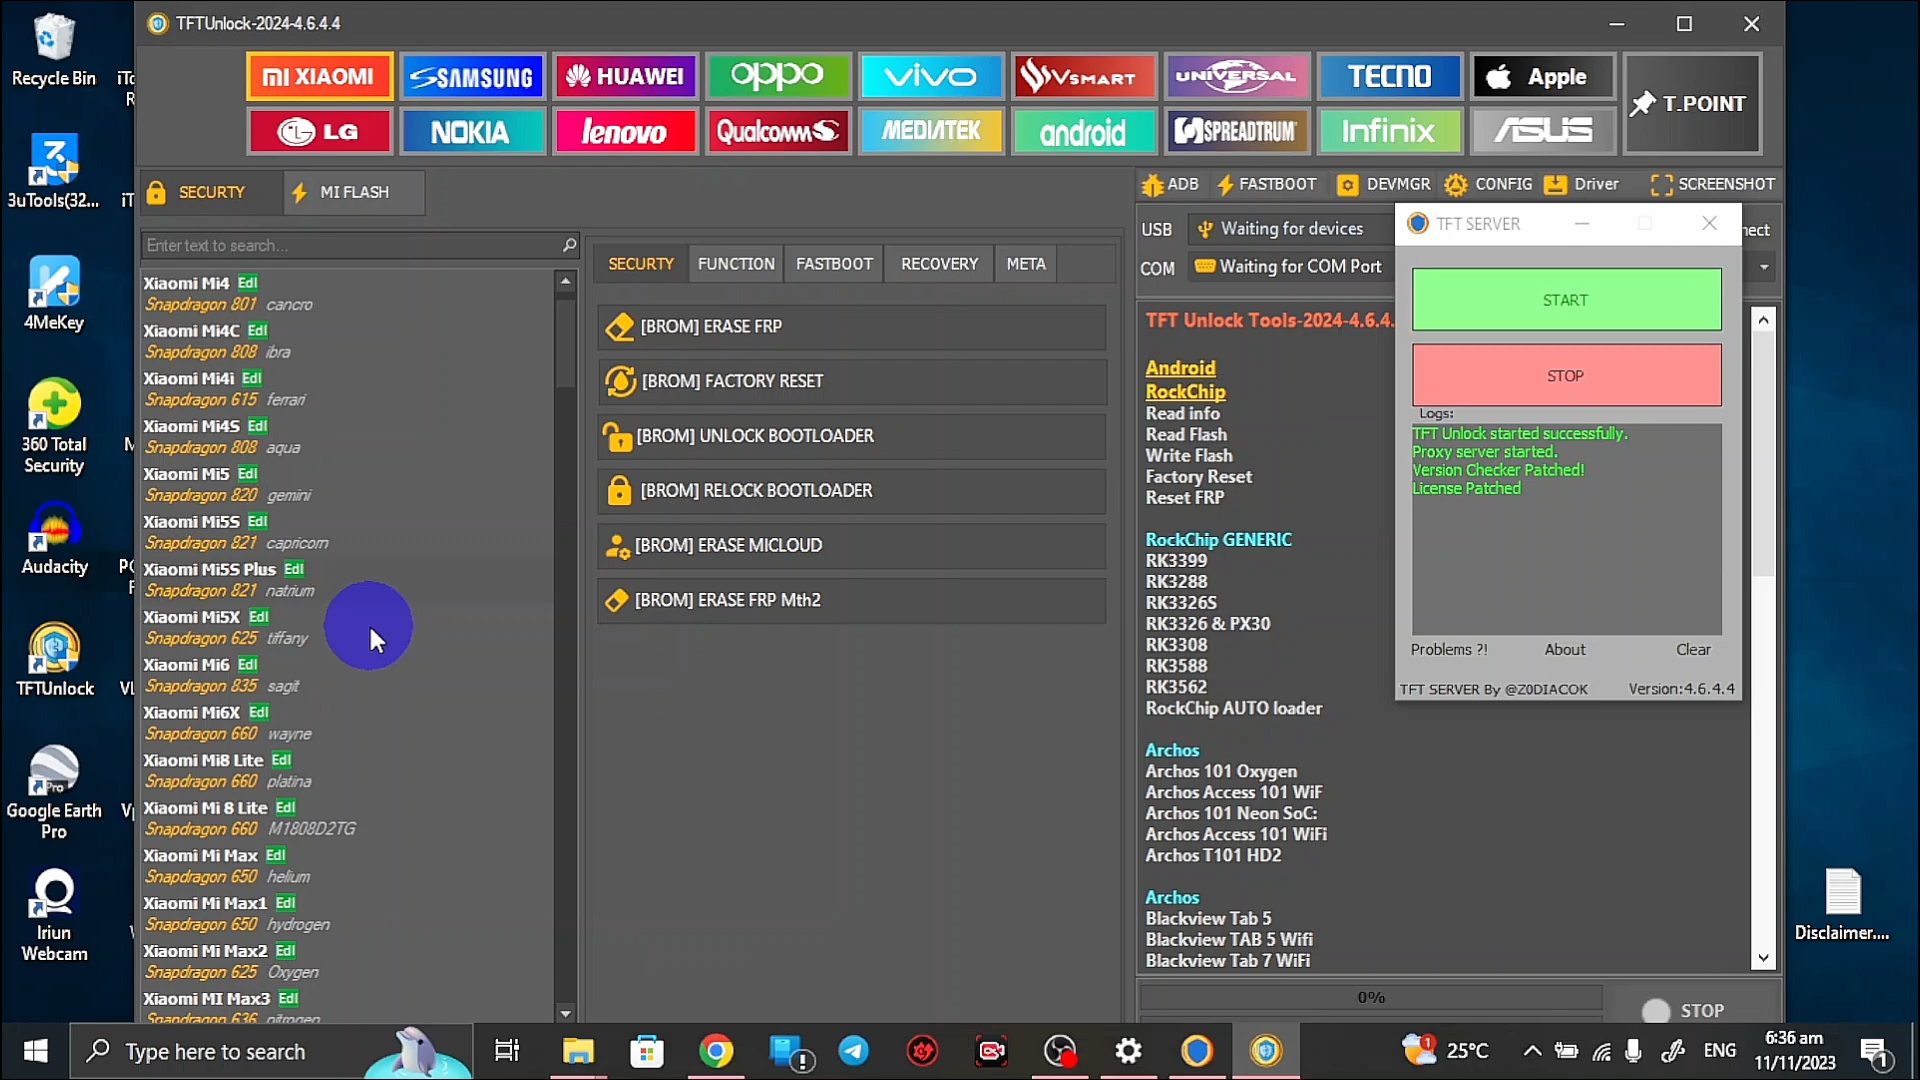 TFTUnlock-2024-4.6.4.4
MI XIAOMI
SAMSUNG
HUAWEI
oppo
vivo
VSMART
UNIVERSAL
TECNO
Apple
T.POINT
LG
NOKIA
lenovo
Qualcomm
MEDIATEK
android
SPREADTRUM
Infinix
ASUS
SECURTY
MI FLASH
ADB
FASTBOOT
DEVMGR
CONFIG
Driver
SCREENSHOT
Enter text to search...
Xiaomi Mi4 Edl
Snapdragon 801 cancro
Xiaomi Mi4C Edl
Snapdragon 808 ibra
Xiaomi Mi4i Edl
Snapdragon 615 ferrari
Xiaomi Mi4S Edl
Snapdragon 808 aqua
Xiaomi Mi5 Edl
Snapdragon 820 gemini
Xiaomi Mi5S Edl
Snapdragon 821 capricorn
Xiaomi Mi5S Plus Edl
Snapdragon 821 natrium
Xiaomi Mi5X Edl
Snapdragon 625 tiffany
Xiaomi Mi6 Edl
Snapdragon 835 sagit
Xiaomi Mi6X Edl
Snapdragon 660 wayne
Xiaomi Mi8 Lite Edl
Snapdragon 660 platina
Xiaomi Mi 8 Lite Edl
Snapdragon 660 M1808D2TG
Xiaomi Mi Max Edl
Snapdragon 650 helium
Xiaomi Mi Max1 Edl
Snapdragon 650 hydrogen
Xiaomi Mi Max2 Edl
Snapdragon 625 Oxygen
Xiaomi MI Max3 Edl
Snapdragon 636 nitrogen
SECURTY
FUNCTION
FASTBOOT
RECOVERY
META
[BROM] ERASE FRP
[BROM] FACTORY RESET
[BROM] UNLOCK BOOTLOADER
[BROM] RELOCK BOOTLOADER
[BROM] ERASE MICLOUD
[BROM] ERASE FRP Mth2
USB
Waiting for devices
nect
COM
Waiting for COM Port
TFT Unlock Tools-2024-4.6.4.
Android
RockChip
Read info
Read Flash
Write Flash
Factory Reset
Reset FRP
RockChip GENERIC
RK3399
RK3288
RK3326S
RK3326 & PX30
RK3308
RK3588
RK3562
RockChip AUTO loader
Archos
Archos 101 Oxygen
Archos Access 101 WiF
Archos 101 Neon SoC:
Archos Access 101 WiFi
Archos T101 HD2
Archos
Blackview Tab 5
Blackview TAB 5 Wifi
Blackview Tab 7 WiFi
0%
STOP
TFT SERVER
START
STOP
Logs:
TFT Unlock started successfully.
Proxy server started.
Version Checker Patched!
License Patched
Problems ?!
About
Clear
TFT SERVER By @Z0DIACOK
Version:4.6.4.4
Recycle Bin
3uTools(32...
4MeKey
360 Total
Security
Audacity
TFTUnlock
Google Earth
Pro
Iriun
Webcam
Disclaimer....
Type here to search
25°C
ENG
6:36 am
11/11/2023
1